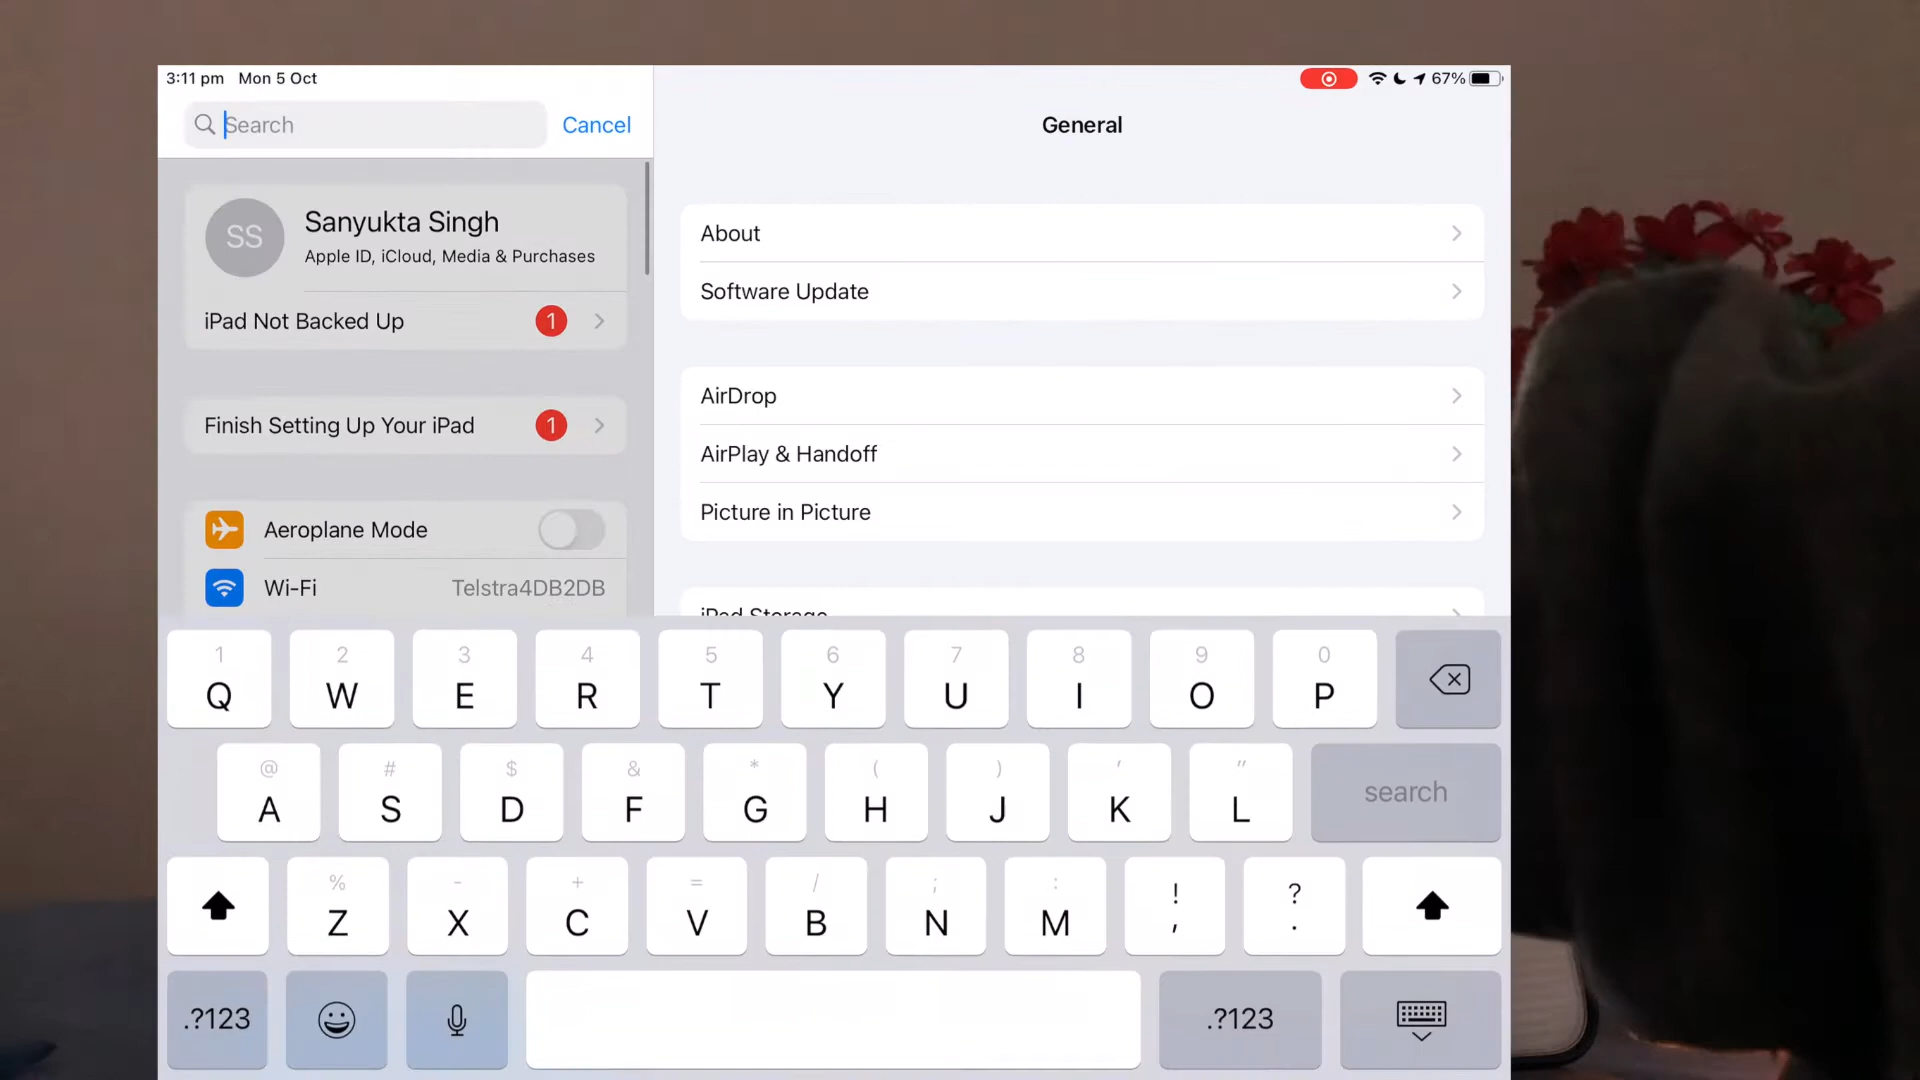 3:11 pm Mon 5 Oct
67%
Search
Cancel
General
SS
Sanyukta Singh
Apple ID, iCloud, Media & Purchases
iPad Not Backed Up 1
Finish Setting Up Your iPad 1
Aeroplane Mode
Wi-Fi Telstra4DB2DB
About
Software Update
AirDrop
AirPlay & Handoff
Picture in Picture
iPad Storage
1 2 3 4 5 6 7 8 9 0
Q W E R T Y U I O P
@ # $ & * ( ) ' "
A S D F G H J K L search
% - + = / ; : ! ?
Z X C V B N M , .
.?123 .?123